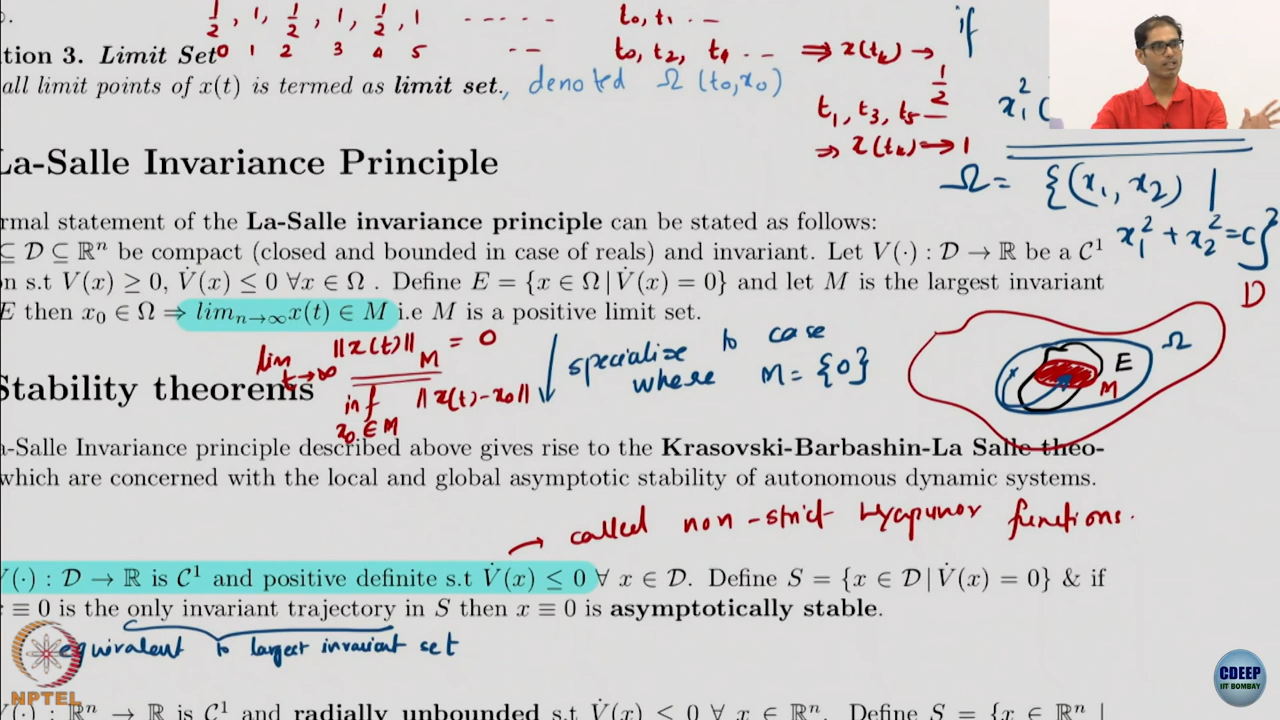 1/2, 1, 1/2, 1, 1/2, 1 ...... t₀, t₁ ... if
tion 3. Limit Set 0 1 2 3 4 5 ... t₀, t₂, t₄ ... ⇒ x(tₖ) → 1/2
all limit points of x(t) is termed as limit set., denoted Ω (t₀,x₀)
t₁, t₃, t₅ —
⇒ x(tₖ) → 1
x₁²
La-Salle Invariance Principle
Ω = {(x₁, x₂) |
x₁² + x₂² = c}
rmal statement of the La-Salle invariance principle can be stated as follows:
⊆ D ⊆ ℝⁿ be compact (closed and bounded in case of reals) and invariant. Let V(·) : D → ℝ be a C¹
n s.t V(x) ≥ 0, V̇(x) ≤ 0 ∀x ∈ Ω . Define E = {x ∈ Ω | V̇(x) = 0} and let M is the largest invariant
E then x₀ ∈ Ω ⇒ limₙ→∞x(t) ∈ M i.e M is a positive limit set.
D
Ω
E
M
lim t→∞ ||x(t)||_M = 0
inf x₀ ∈ M ||x(t)-x₀||
specialise to case
where M = {0}
Stability theorems
a-Salle Invariance principle described above gives rise to the Krasovski-Barbashin-La Salle theo-
which are concerned with the local and global asymptotic stability of autonomous dynamic systems.
→ called non-strict Lyapunov functions.
V(·) : D → ℝ is C¹ and positive definite s.t V̇(x) ≤ 0 ∀ x ∈ D. Define S = {x ∈ D | V̇(x) = 0} & if
≡ 0 is the only invariant trajectory in S then x ≡ 0 is asymptotically stable.
equivalent to largest invariant set
NPTEL
CDEEP
IIT BOMBAY
V(·) : ℝⁿ → ℝ is C¹ and radially unbounded s.t V̇(x) ≤ 0 ∀ x ∈ ℝⁿ. Define S = {x ∈ ℝⁿ |